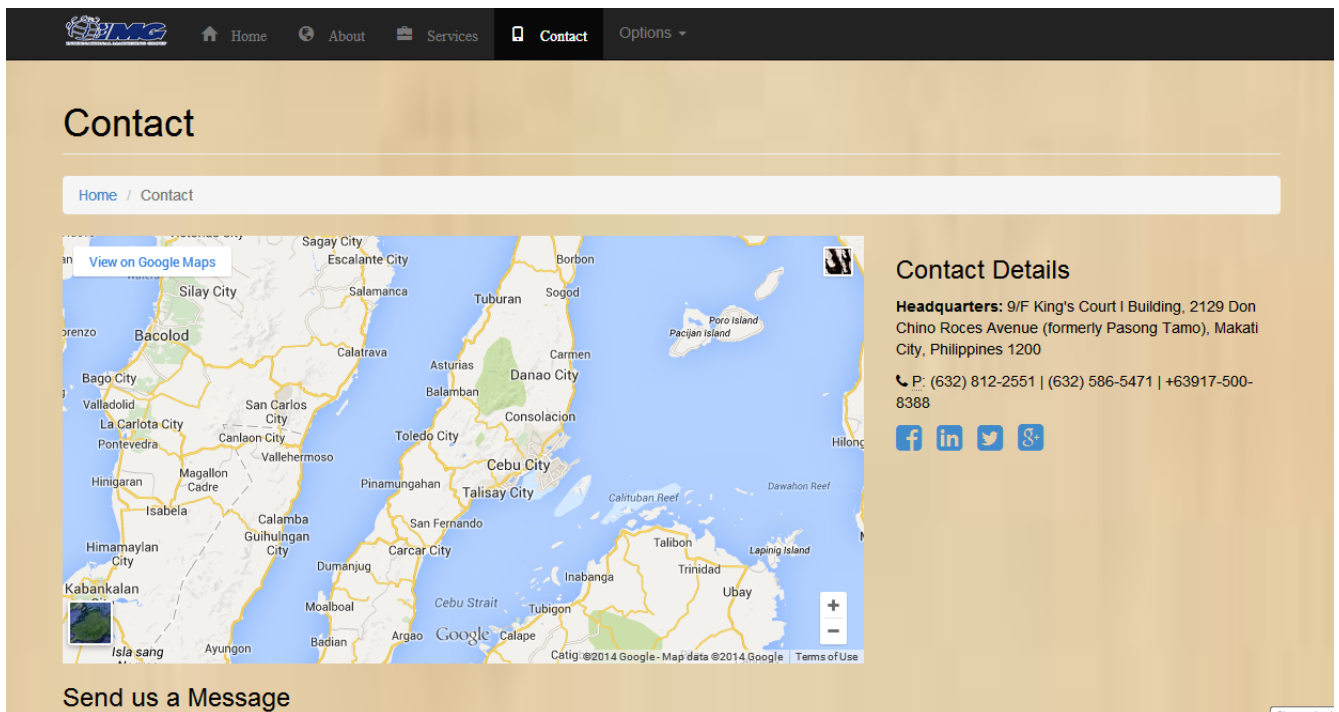 IMG
INTERNATIONAL MARKETING GROUP
Home
About
Services
Contact
Options
Contact
Home / Contact
View on Google Maps
Sagay City
Escalante City
Borbon
Silay City
Salamanca
Tuburan
Sogod
Poro Island
Pacijan Island
Bacolod
Calatrava
Asturias
Carmen
Danao City
Bago City
Balamban
Valladolid
San Carlos
City
Consolacion
La Carlota City
Canlaon City
Toledo City
Pontevedra
Vallehermoso
Cebu City
Hinigaran
Magallon
Cadre
Pinamungahan
Talisay City
Calituban Reef
Dawahon Reef
Isabela
Calamba
San Fernando
Guihulngan
City
Himamaylan
City
Carcar City
Talibon
Lapinig Island
Dumanjug
Inabanga
Trinidad
Kabankalan
Ubay
Moalboal
Cebu Strait
Tubigon
Isla sang
Ayungon
Badian
Argao
Google
Calape
©2014 Google - Map data ©2014 Google
Terms of Use
Contact Details
Headquarters: 9/F King's Court I Building, 2129 Don
Chino Roces Avenue (formerly Pasong Tamo), Makati
City, Philippines 1200
P: (632) 812-2551 | (632) 586-5471 | +63917-500-
8388
Send us a Message